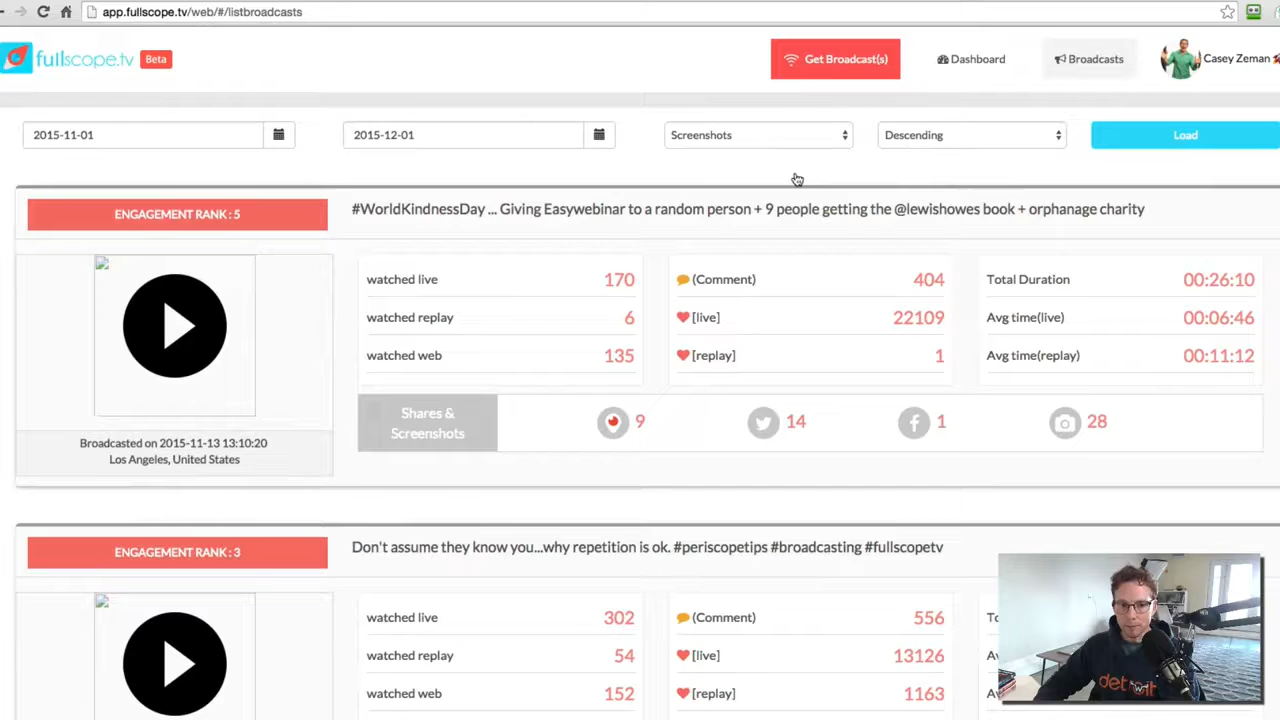 app.fullscope.tv/web/#/listbroadcasts
fullscope.tv Beta
Get Broadcast(s)
Dashboard
Broadcasts
Casey Zeman
2015-11-01
2015-12-01
Screenshots
Descending
Load
ENGAGEMENT RANK : 5
#WorldKindnessDay ... Giving Easywebinar to a random person + 9 people getting the @lewishowes book + orphanage charity
watched live 170
(Comment) 404
Total Duration 00:26:10
watched replay 6
[live] 22109
Avg time(live) 00:06:46
watched web 135
[replay] 1
Avg time(replay) 00:11:12
Shares &
Screenshots
9
14
1
28
Broadcasted on 2015-11-13 13:10:20
Los Angeles, United States
ENGAGEMENT RANK : 3
Don't assume they know you...why repetition is ok. #periscopetips #broadcasting #fullscopetv
watched live 302
(Comment) 556
watched replay 54
[live] 13126
watched web 152
[replay] 1163
detroit